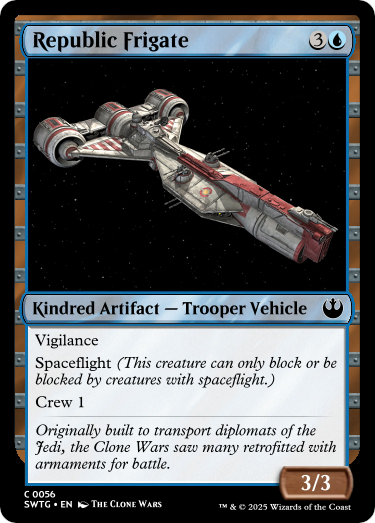 Republic Frigate 3
Kindred Artifact — Trooper Vehicle
Vigilance
Spaceflight (This creature can only block or be
blocked by creatures with spaceflight.)
Crew 1
Originally built to transport diplomats of the
Jedi, the Clone Wars saw many retrofitted with
armaments for battle.
3/3
C 0056
SWTG • EN The Clone Wars
™ & © 2025 Wizards of the Coast